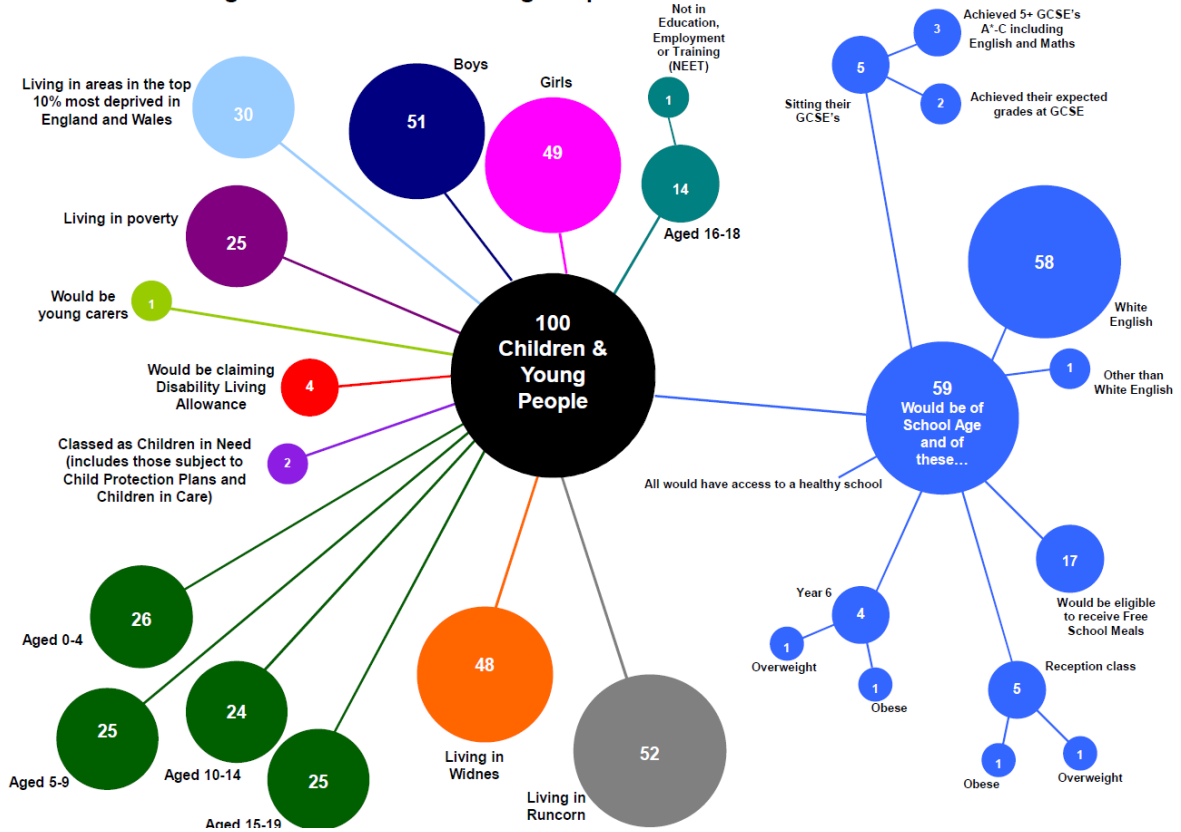 Not in
Education,
Employment
or Training
(NEET)
1
14
Aged 16-18
Boys
51
Girls
49
Living in areas in the top
10% most deprived in
England and Wales
30
Living in poverty
25
Would be
young carers
1
Would be claiming
Disability Living
Allowance
4
Classed as Children in Need
(includes those subject to
Child Protection Plans and
Children in Care)
2
100
Children &
Young
People
26
Aged 0-4
25
Aged 5-9
24
Aged 10-14
25
Aged 15-19
48
Living in
Widnes
52
Living in
Runcorn
Achieved 5+ GCSE's
A*-C including
English and Maths
3
5
Sitting their
GCSE's
2
Achieved their expected
grades at GCSE
58
White
English
1
Other than
White English
59
Would be of
School Age
and of
these…
All would have access to a healthy school
17
Would be eligible
to receive Free
School Meals
Year 6
4
1
Overweight
1
Obese
Reception class
5
1
Obese
1
Overweight